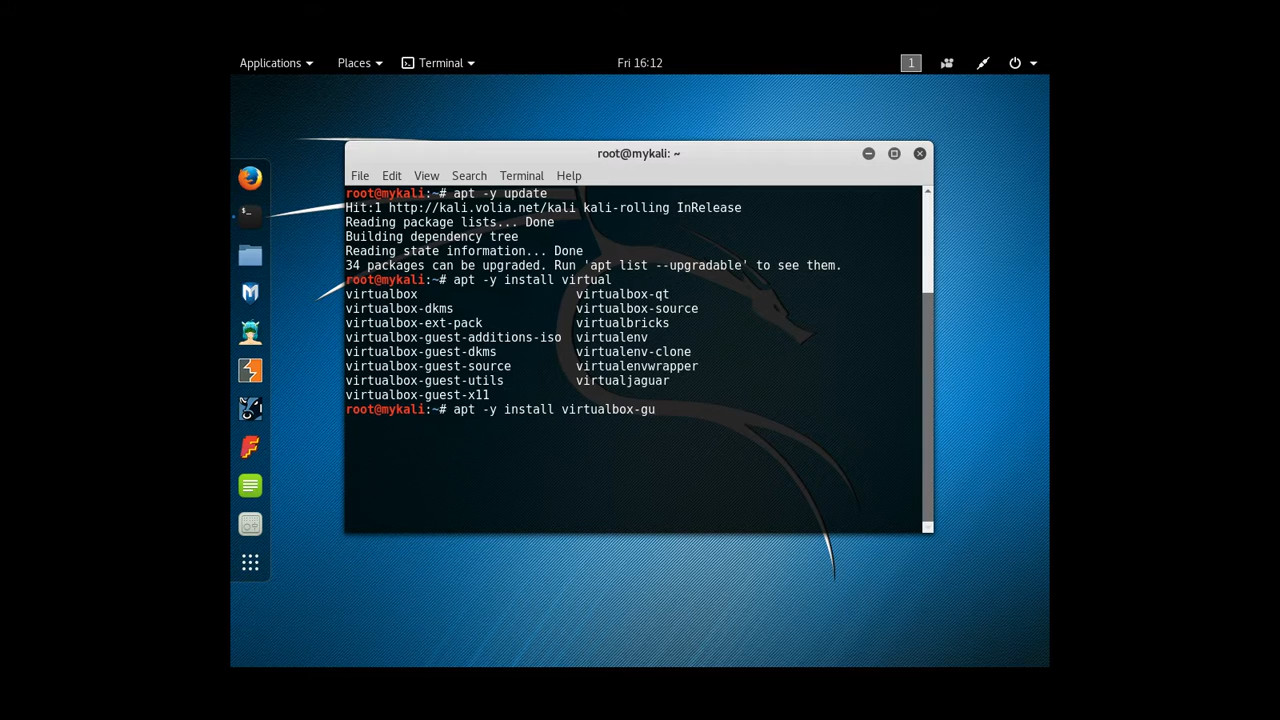 Applications Places Terminal Fri 16:12 1
root@mykali: ~
File Edit View Search Terminal Help
root@mykali:~# apt -y update
Hit:1 http://kali.volia.net/kali kali-rolling InRelease
Reading package lists... Done
Building dependency tree
Reading state information... Done
34 packages can be upgraded. Run 'apt list --upgradable' to see them.
root@mykali:~# apt -y install virtual
virtualbox virtualbox-qt
virtualbox-dkms virtualbox-source
virtualbox-ext-pack virtualbricks
virtualbox-guest-additions-iso virtualenv
virtualbox-guest-dkms virtualenv-clone
virtualbox-guest-source virtualenvwrapper
virtualbox-guest-utils virtualjaguar
virtualbox-guest-x11
root@mykali:~# apt -y install virtualbox-gu